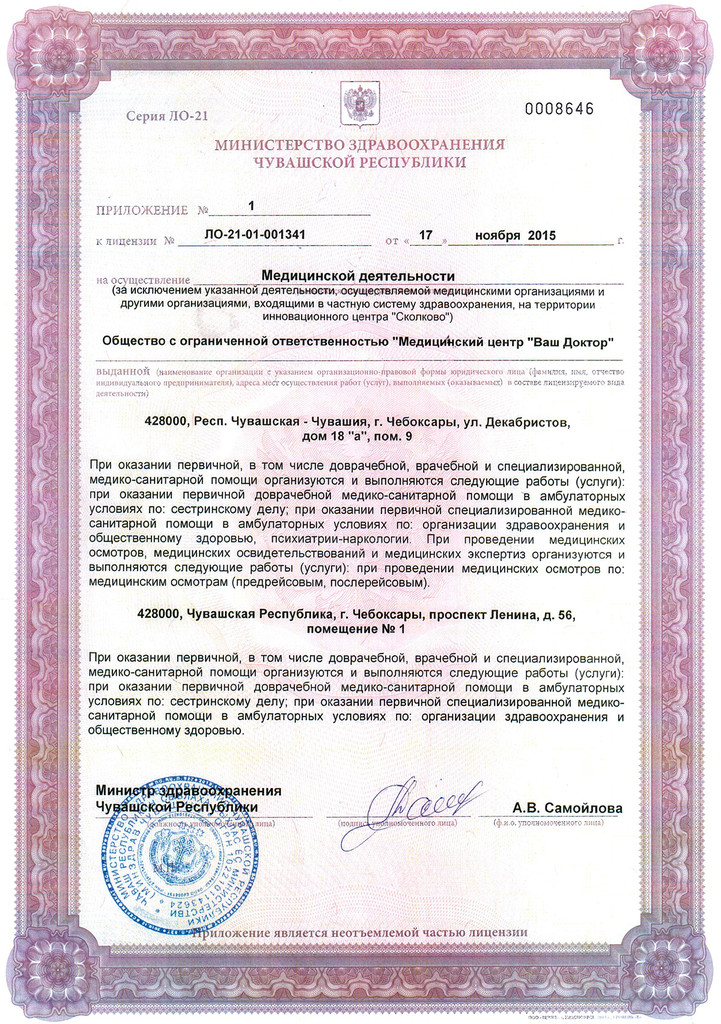 Серия ЛО-21
0008646
МИНИСТЕРСТВО ЗДРАВООХРАНЕНИЯ
ЧУВАШСКОЙ РЕСПУБЛИКИ
ПРИЛОЖЕНИЕ № 1
к лицензии № ЛО-21-01-001341 от « 17 » ноября 2015 г.
на осуществление Медицинской деятельности
(за исключением указанной деятельности, осуществляемой медицинскими организациями и
другими организациями, входящими в частную систему здравоохранения, на территории
инновационного центра "Сколково")
Общество с ограниченной ответственностью "Медицинский центр "Ваш Доктор"
выданной (наименование организации с указанием организационно-правовой формы юридического лица (фамилия, имя, отчество
индивидуального предпринимателя), адреса мест осуществления работ (услуг), выполняемых (оказываемых) в составе лицензируемого вида
деятельности)
428000, Респ. Чувашская - Чувашия, г. Чебоксары, ул. Декабристов,
дом 18 "а", пом. 9
При оказании первичной, в том числе доврачебной, врачебной и специализированной,
медико-санитарной помощи организуются и выполняются следующие работы (услуги):
при оказании первичной доврачебной медико-санитарной помощи в амбулаторных
условиях по: сестринскому делу; при оказании первичной специализированной медико-
санитарной помощи в амбулаторных условиях по: организации здравоохранения и
общественному здоровью, психиатрии-наркологии. При проведении медицинских
осмотров, медицинских освидетельствований и медицинских экспертиз организуются и
выполняются следующие работы (услуги): при проведении медицинских осмотров по:
медицинским осмотрам (предрейсовым, послерейсовым).
428000, Чувашская Республика, г. Чебоксары, проспект Ленина, д. 56,
помещение № 1
При оказании первичной, в том числе доврачебной, врачебной и специализированной,
медико-санитарной помощи организуются и выполняются следующие работы (услуги):
при оказании первичной доврачебной медико-санитарной помощи в амбулаторных
условиях по: сестринскому делу; при оказании первичной специализированной медико-
санитарной помощи в амбулаторных условиях по: организации здравоохранения и
общественному здоровью.
Министр здравоохранения
Чувашской Республики
А.В. Самойлова
(должность уполномоченного лица)
(подпись уполномоченного лица)
(ф.и.о. уполномоченного лица)
Приложение является неотъемлемой частью лицензии